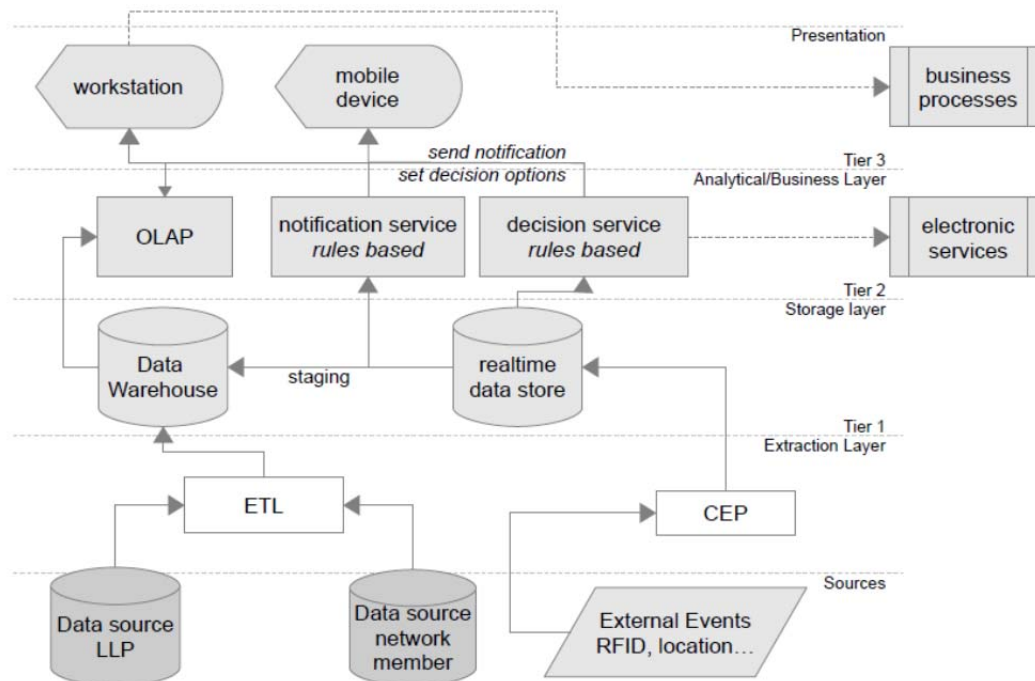 Presentation
workstation
mobile
device
business
processes
send notification
set decision options
Tier 3
Analytical/Business Layer
OLAP
notification service
rules based
decision service
rules based
electronic
services
Tier 2
Storage layer
Data
Warehouse
staging
realtime
data store
Tier 1
Extraction Layer
ETL
CEP
Sources
Data source
LLP
Data source
network
member
External Events
RFID, location...